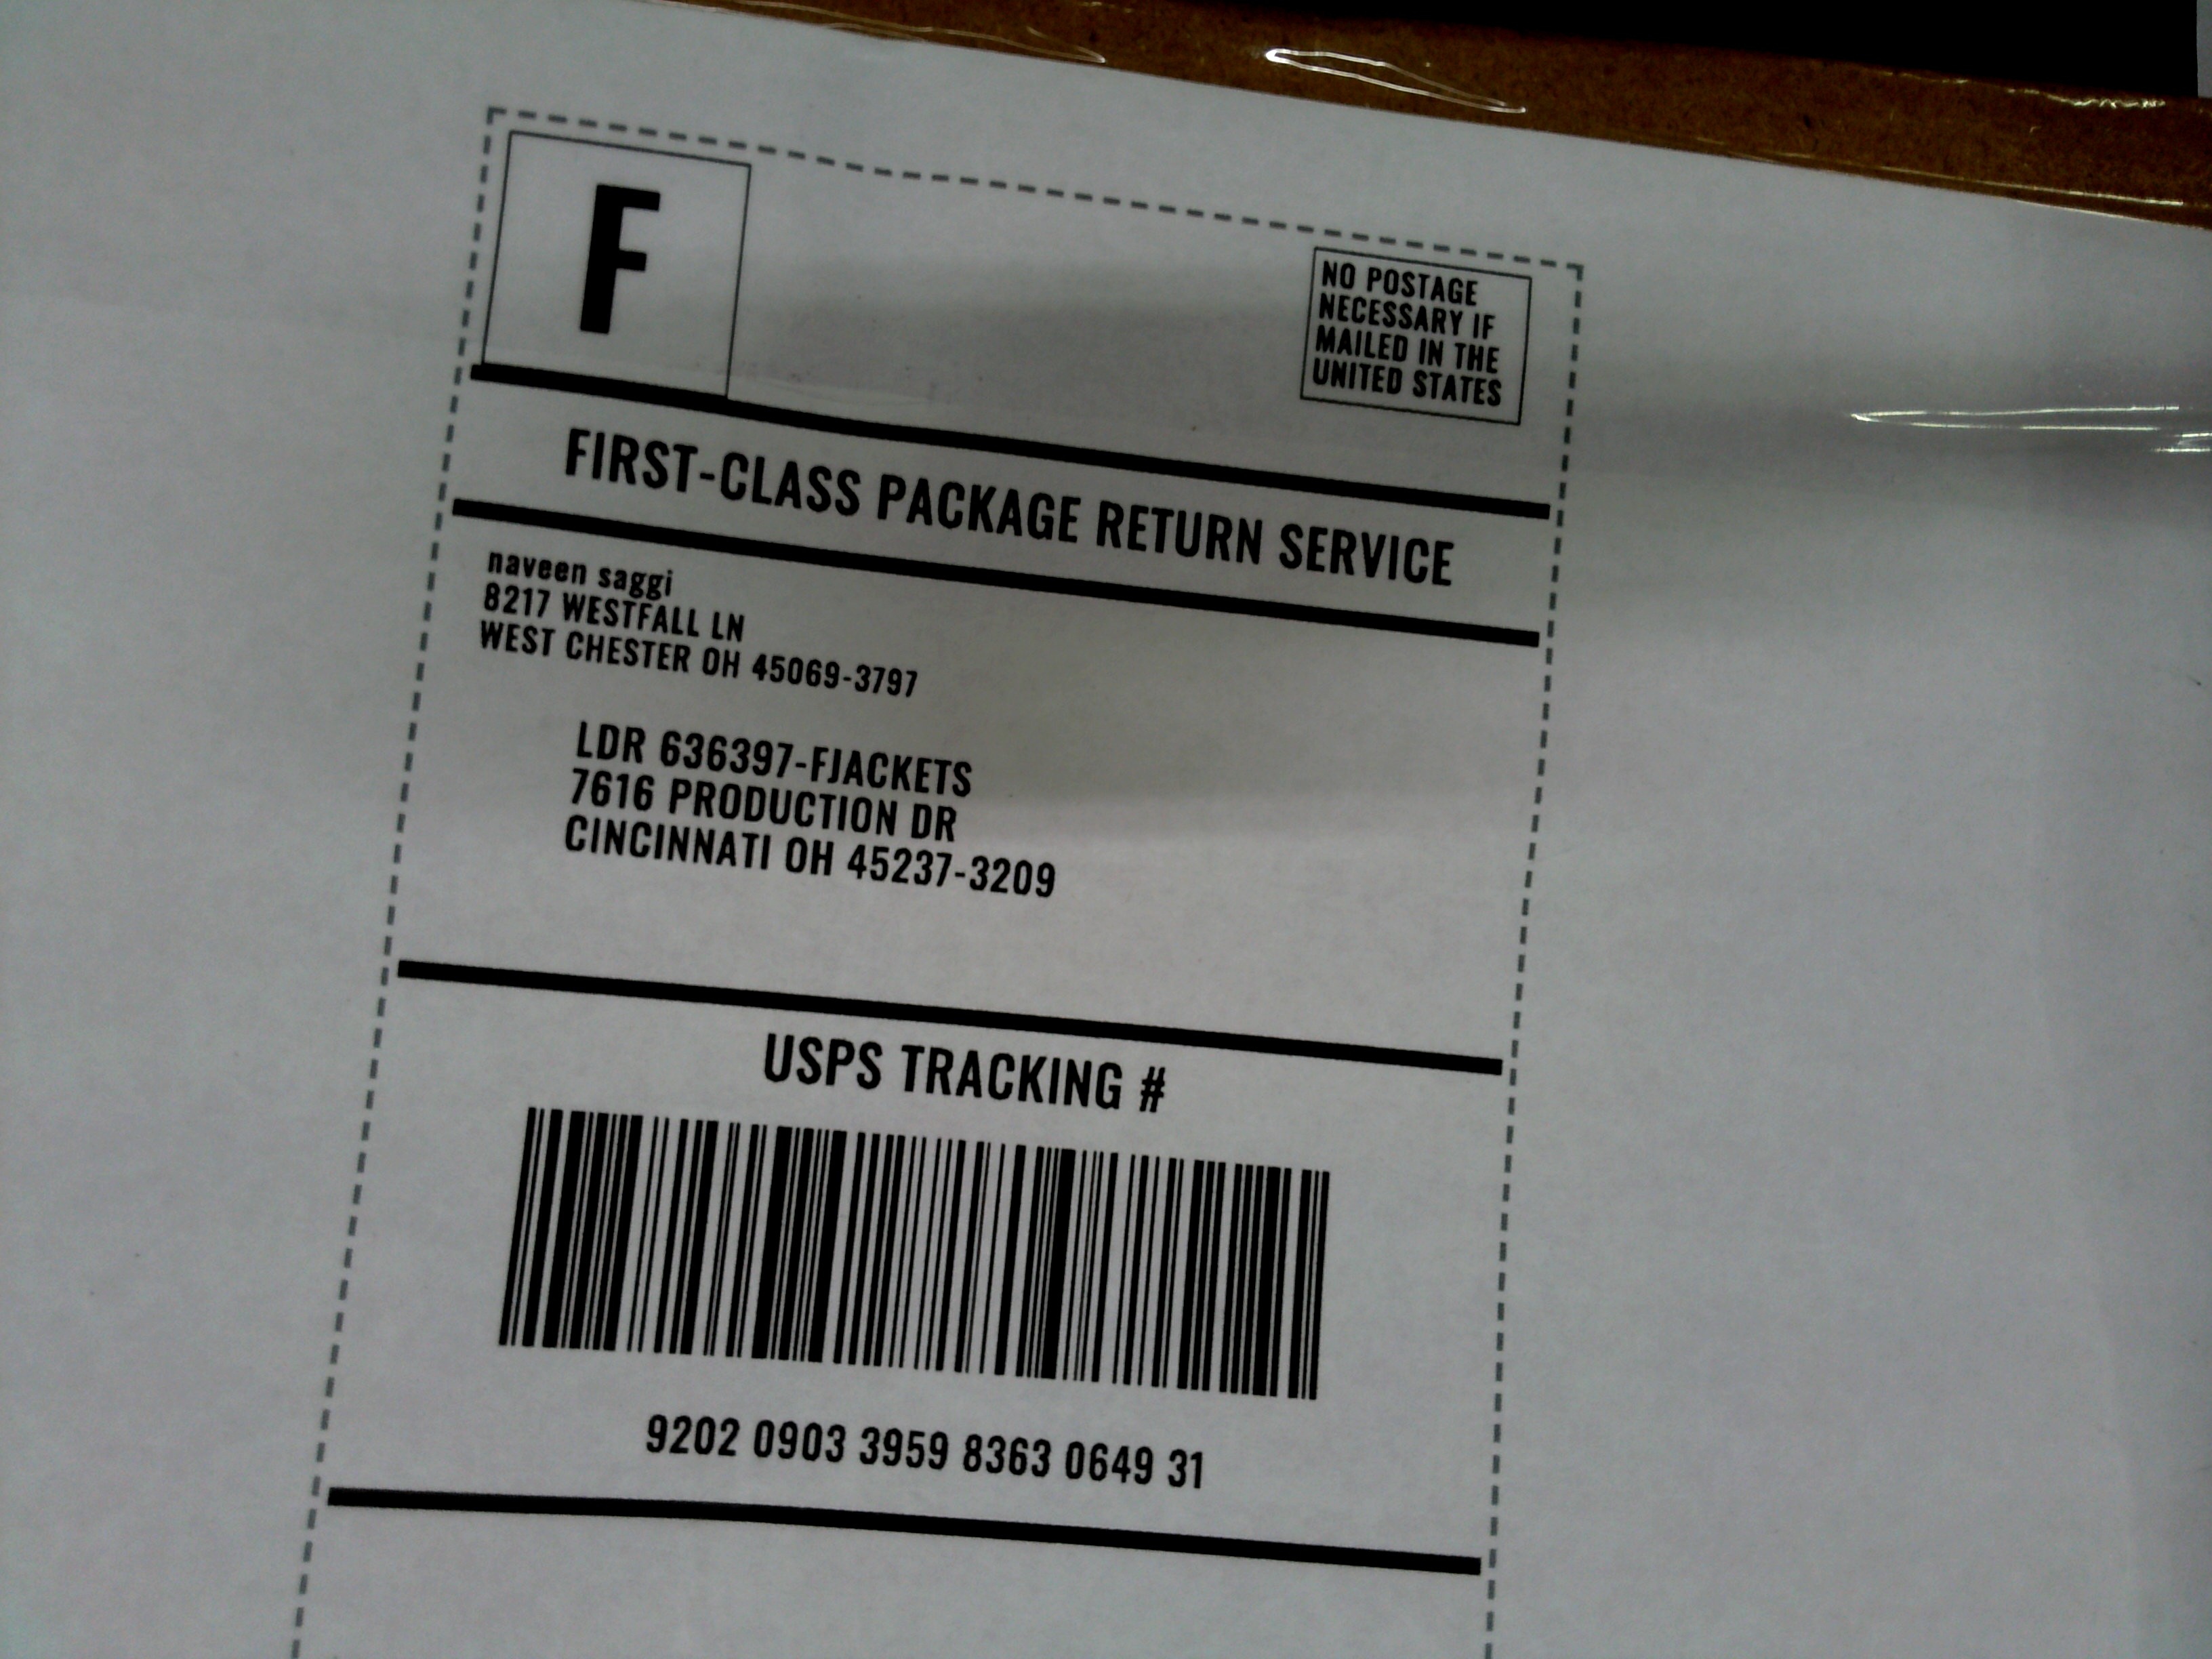 F
NO POSTAGE
NECESSARY IF
MAILED IN THE
UNITED STATES
FIRST-CLASS PACKAGE RETURN SERVICE
naveen saggi
8217 WESTFALL LN
WEST CHESTER OH 45069-3797
LDR 636397-FJACKETS
7616 PRODUCTION DR
CINCINNATI OH 45237-3209
USPS TRACKING #
9202 0903 3959 8363 0649 31